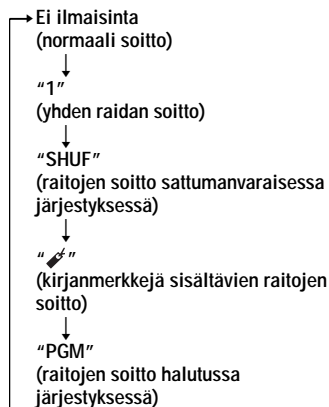 Ei ilmaisinta
(normaali soitto)
“1”
(yhden raidan soitto)
“SHUF”
(raitojen soitto sattumanvaraisessa
järjestyksessä)
“ ”
(kirjanmerkkejä sisältävien raitojen
soitto)
“PGM”
(raitojen soitto halutussa
järjestyksessä)